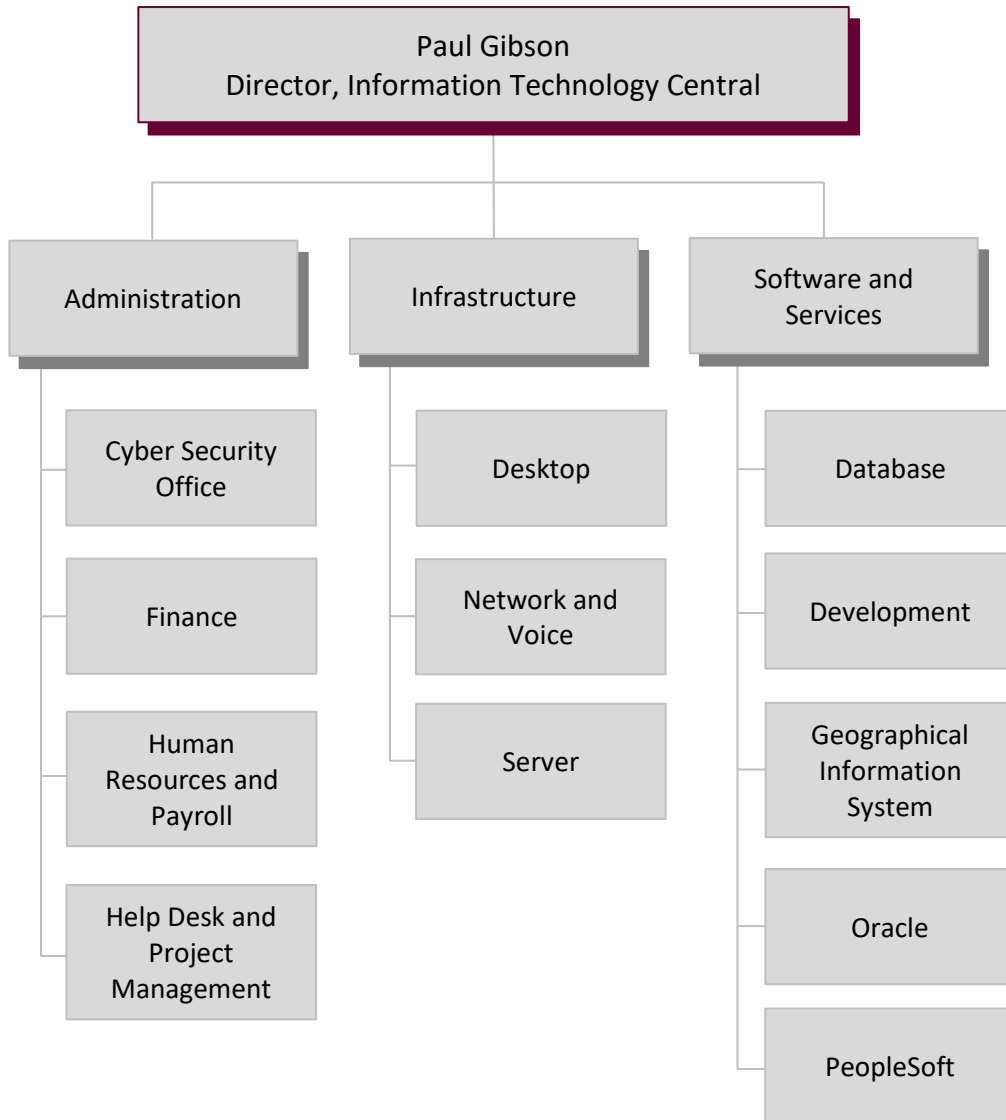 Paul Gibson
Director, Information Technology Central
Administration
Cyber Security
Office
Finance
Human
Resources and
Payroll
Help Desk and
Project
Management
Infrastructure
Desktop
Network and
Voice
Server
Software and
Services
Database
Development
Geographical
Information
System
Oracle
PeopleSoft